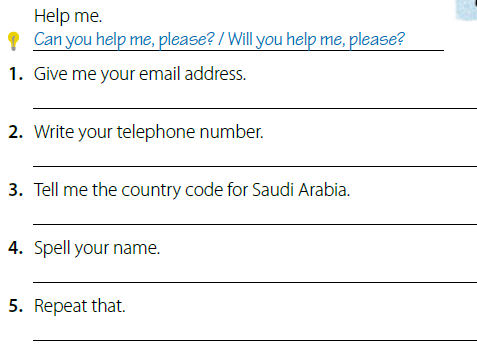 Help me.
Can you help me, please? / Will you help me, please?
1. Give me your email address.
2. Write your telephone number.
3. Tell me the country code for Saudi Arabia.
4. Spell your name.
5. Repeat that.